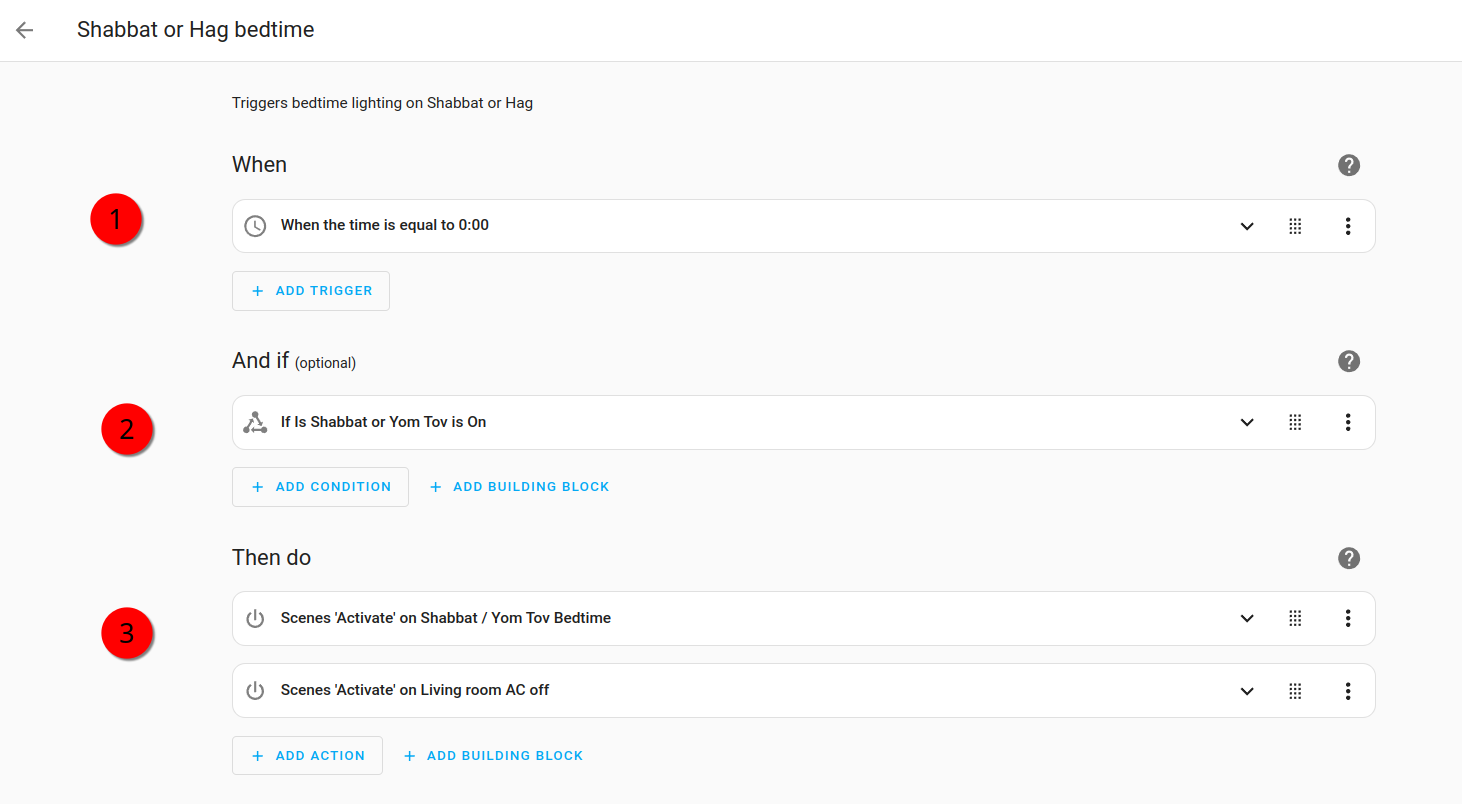 Shabbat or Hag bedtime
Triggers bedtime lighting on Shabbat or Hag
When
?
1
When the time is equal to 0:00
+ ADD TRIGGER
And if (optional)
?
2
If Is Shabbat or Yom Tov is On
+ ADD CONDITION + ADD BUILDING BLOCK
Then do
?
3
Scenes 'Activate' on Shabbat / Yom Tov Bedtime
Scenes 'Activate' on Living room AC off
+ ADD ACTION + ADD BUILDING BLOCK